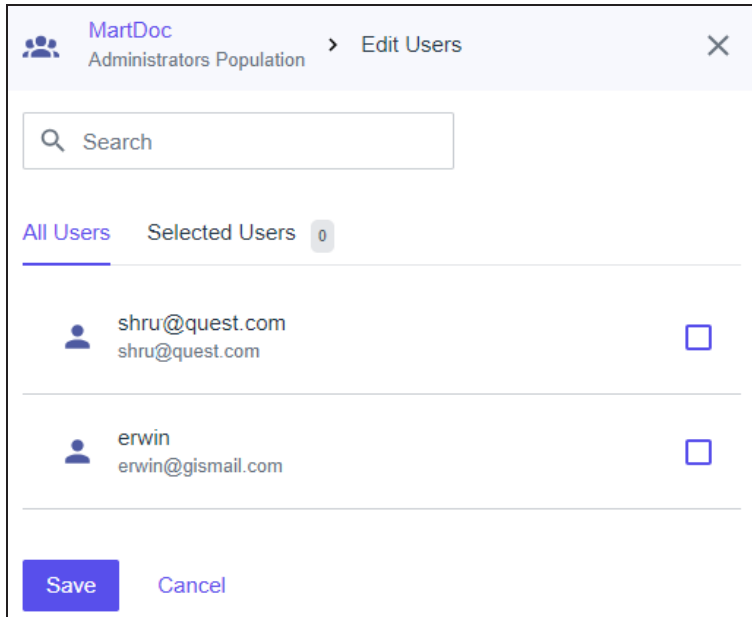 MartDoc
Administrators Population
> Edit Users
Search
All Users Selected Users 0
shru@quest.com
shru@quest.com
erwin
erwin@gismail.com
Save Cancel